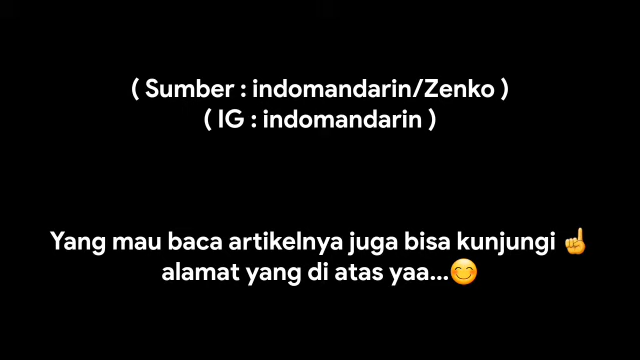 ( Sumber : indomandarin/Zenko )
( IG : indomandarin )
Yang mau baca artikelnya juga bisa kunjungi ☝️
alamat yang di atas yaa...😊